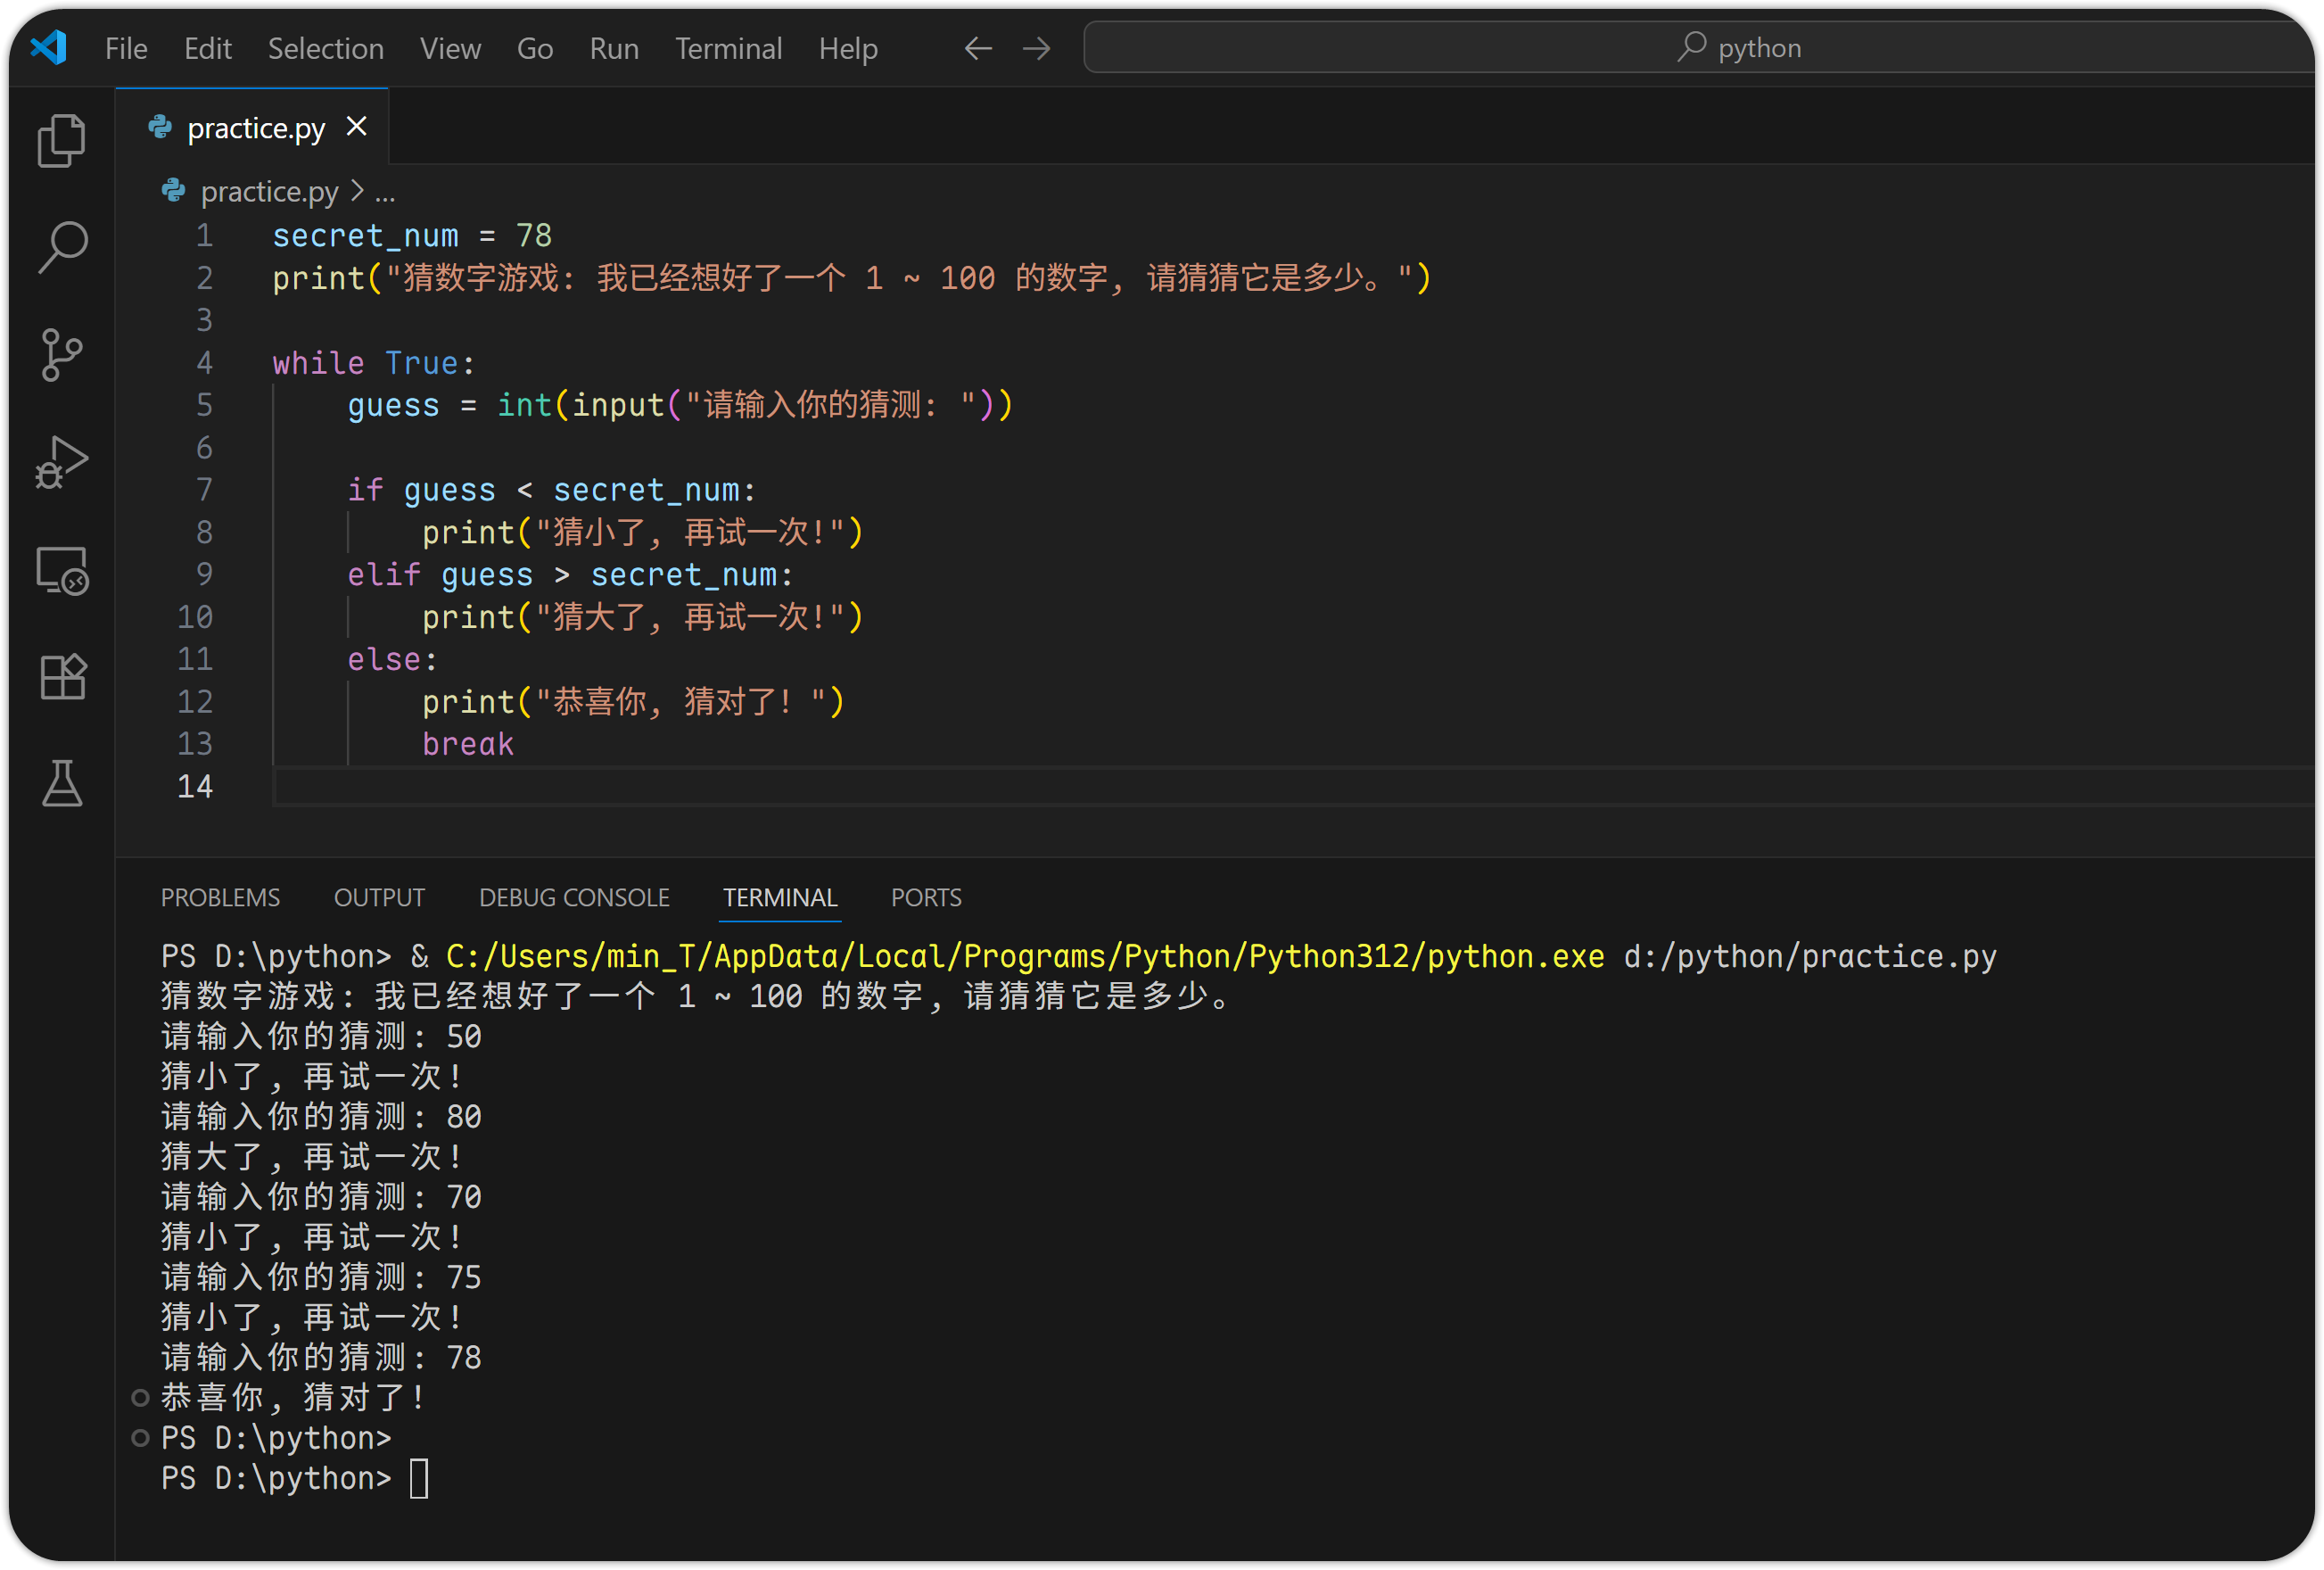 File Edit Selection View Go Run Terminal Help python
practice.py
practice.py > ...
1 secret_num = 78
2 print("猜数字游戏: 我已经想好了一个 1 ~ 100 的数字, 请猜猜它是多少。")
3
4 while True:
5     guess = int(input("请输入你的猜测: "))
6
7     if guess < secret_num:
8         print("猜小了, 再试一次!")
9     elif guess > secret_num:
10         print("猜大了, 再试一次!")
11     else:
12         print("恭喜你, 猜对了! ")
13         break
14
PROBLEMS OUTPUT DEBUG CONSOLE TERMINAL PORTS
PS D:\python> & C:/Users/min_T/AppData/Local/Programs/Python/Python312/python.exe d:/python/practice.py
猜数字游戏: 我已经想好了一个 1 ~ 100 的数字, 请猜猜它是多少。
请输入你的猜测: 50
猜小了, 再试一次!
请输入你的猜测: 80
猜大了, 再试一次!
请输入你的猜测: 70
猜小了, 再试一次!
请输入你的猜测: 75
猜小了, 再试一次!
请输入你的猜测: 78
恭喜你, 猜对了!
PS D:\python>
PS D:\python>